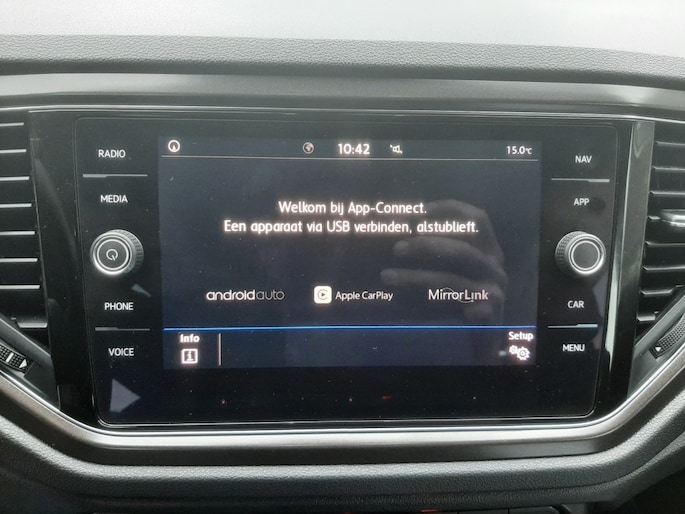 RADIO
MEDIA
PHONE
VOICE
10:42
15.0°C
Welkom bij App-Connect.
Een apparaat via USB verbinden, alstublieft.
androidauto
Apple CarPlay
MirrorLink
Info
i
Setup
NAV
APP
CAR
MENU